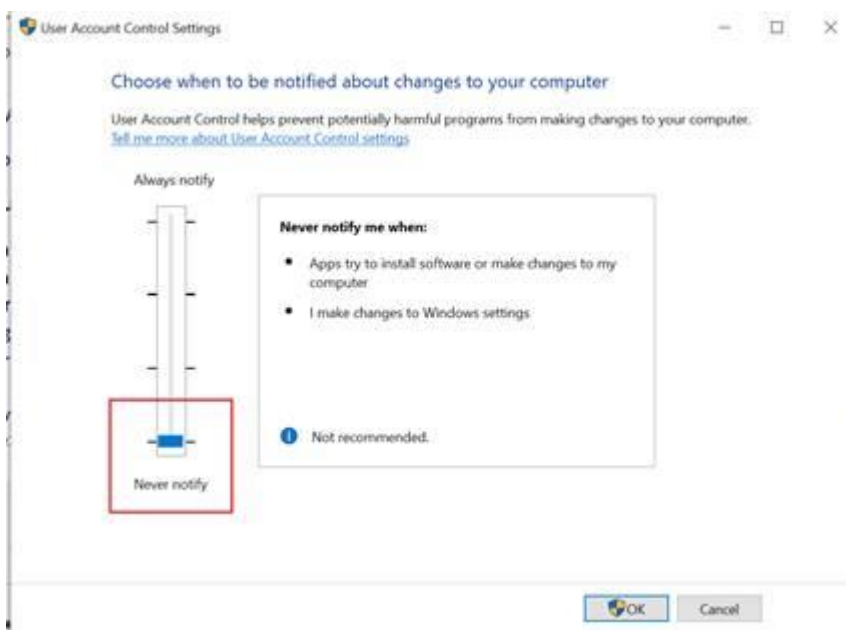 User Account Control Settings
Choose when to be notified about changes to your computer
User Account Control helps prevent potentially harmful programs from making changes to your computer.
Tell me more about User Account Control settings
Always notify
Never notify me when:
Apps try to install software or make changes to my
computer
I make changes to Windows settings
Not recommended.
Never notify
OK
Cancel